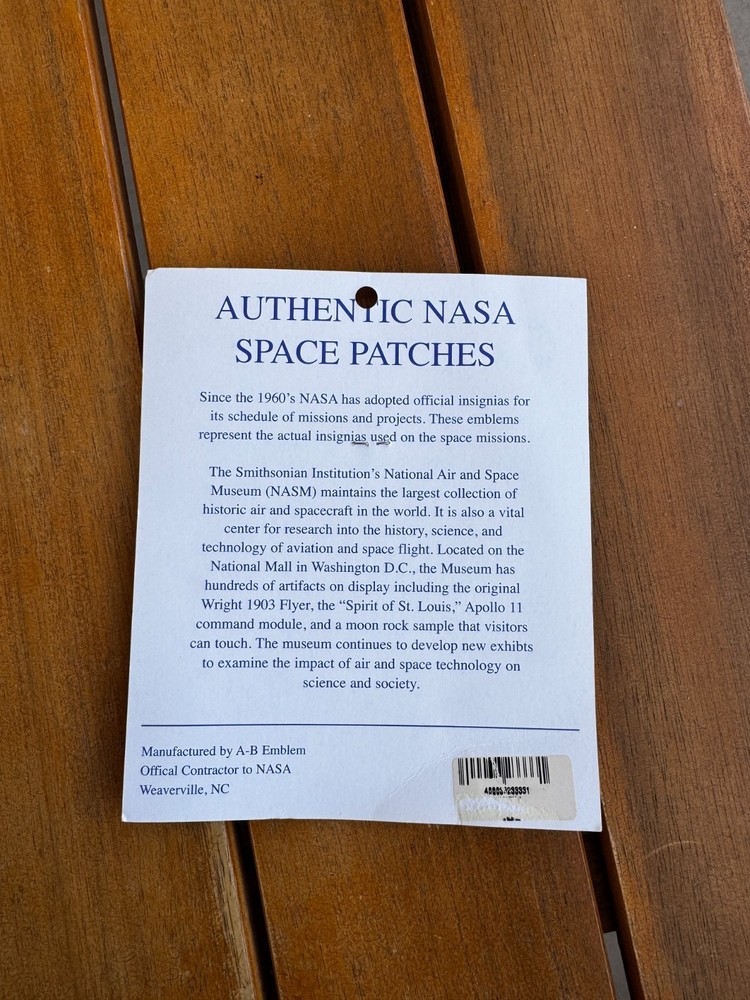 AUTHENTIC NASA
SPACE PATCHES
Since the 1960's NASA has adopted official insignias for
its schedule of missions and projects. These emblems
represent the actual insignias used on the space missions.
The Smithsonian Institution's National Air and Space
Museum (NASM) maintains the largest collection of
historic air and spacecraft in the world. It is also a vital
center for research into the history, science, and
technology of aviation and space flight. Located on the
National Mall in Washington D.C., the Museum has
hundreds of artifacts on display including the original
Wright 1903 Flyer, the “Spirit of St. Louis,” Apollo 11
command module, and a moon rock sample that visitors
can touch. The museum continues to develop new exhibts
to examine the impact of air and space technology on
science and society.
Manufactured by A-B Emblem
Offical Contractor to NASA
Weaverville, NC